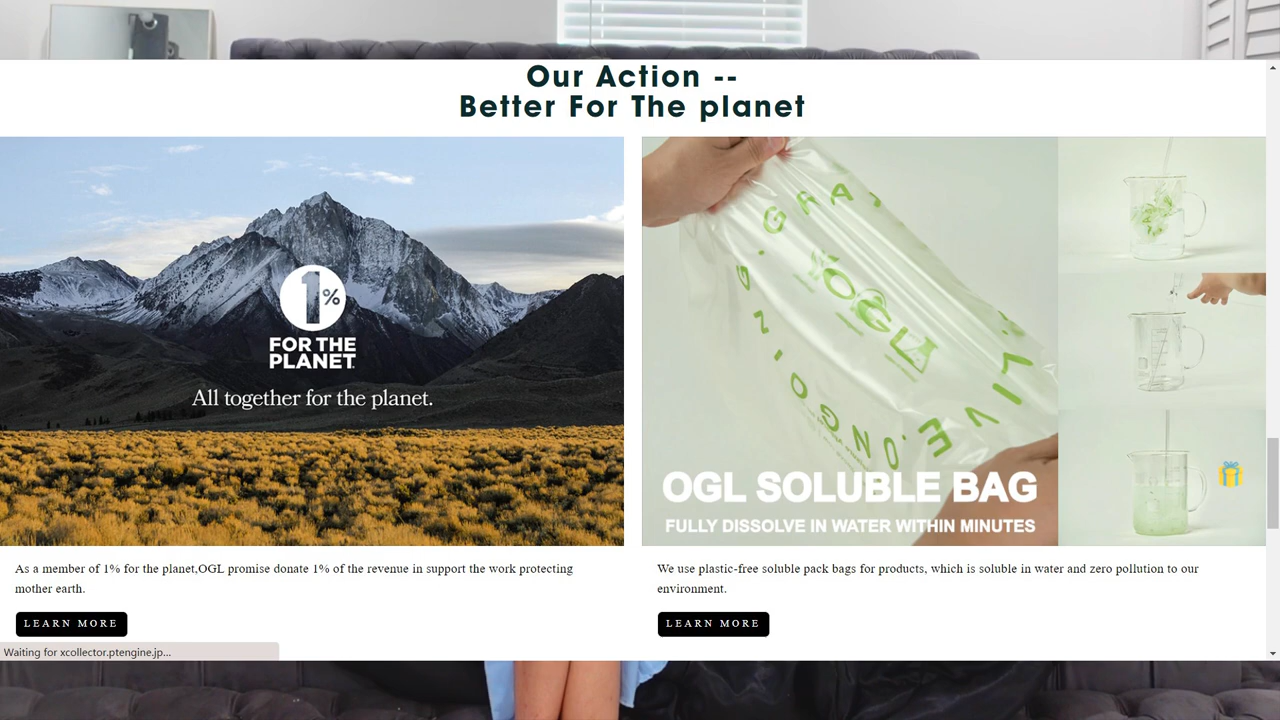 Our Action --
Better For The planet
1%
FOR THE
PLANET
All together for the planet.
OGL
OGL SOLUBLE BAG
FULLY DISSOLVE IN WATER WITHIN MINUTES
As a member of 1% for the planet,OGL promise donate 1% of the revenue in support the work protecting
mother earth.
We use plastic-free soluble pack bags for products, which is soluble in water and zero pollution to our
environment.
LEARN MORE
LEARN MORE
Waiting for xcollector.ptengine.jp...